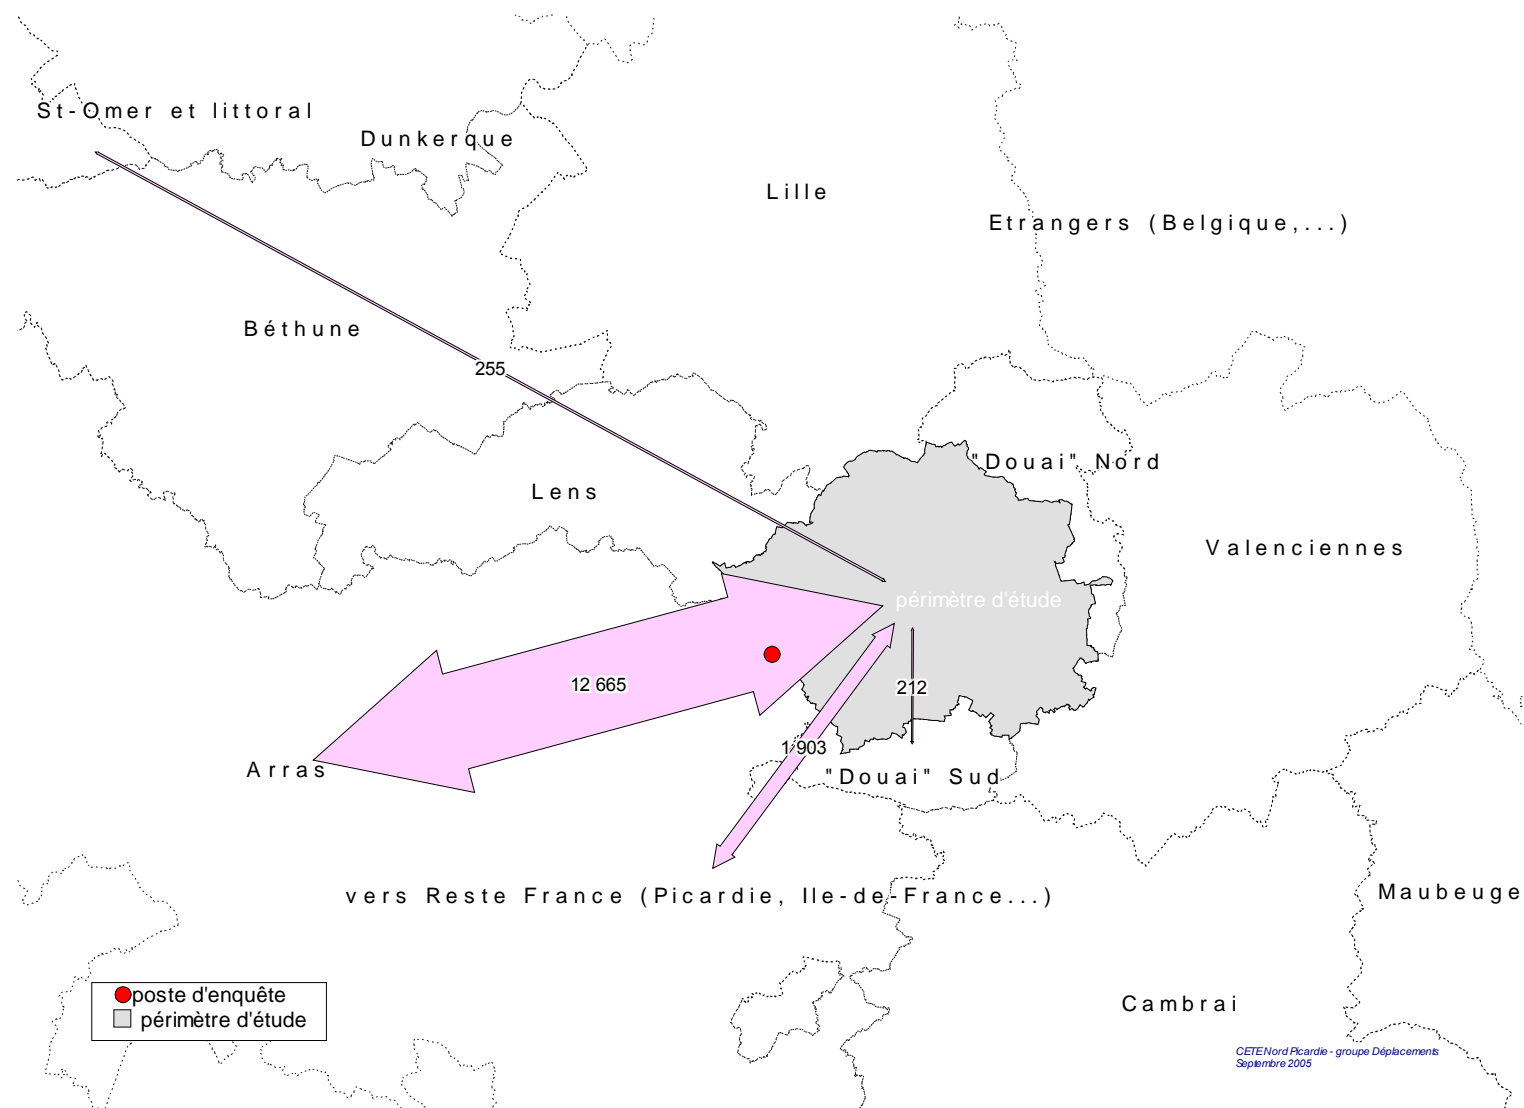 St-Omer et littoral
Dunkerque
Lille
Etrangers (Belgique,...)
Béthune
255
"Douai" Nord
Lens
Valenciennes
périmètre d'étude
12 665
212
1 903
Arras
"Douai" Sud
vers Reste France (Picardie, Ile-de-France...)
Maubeuge
poste d'enquête
périmètre d'étude
Cambrai
CETE Nord Picardie - groupe Déplacements
Septembre 2005